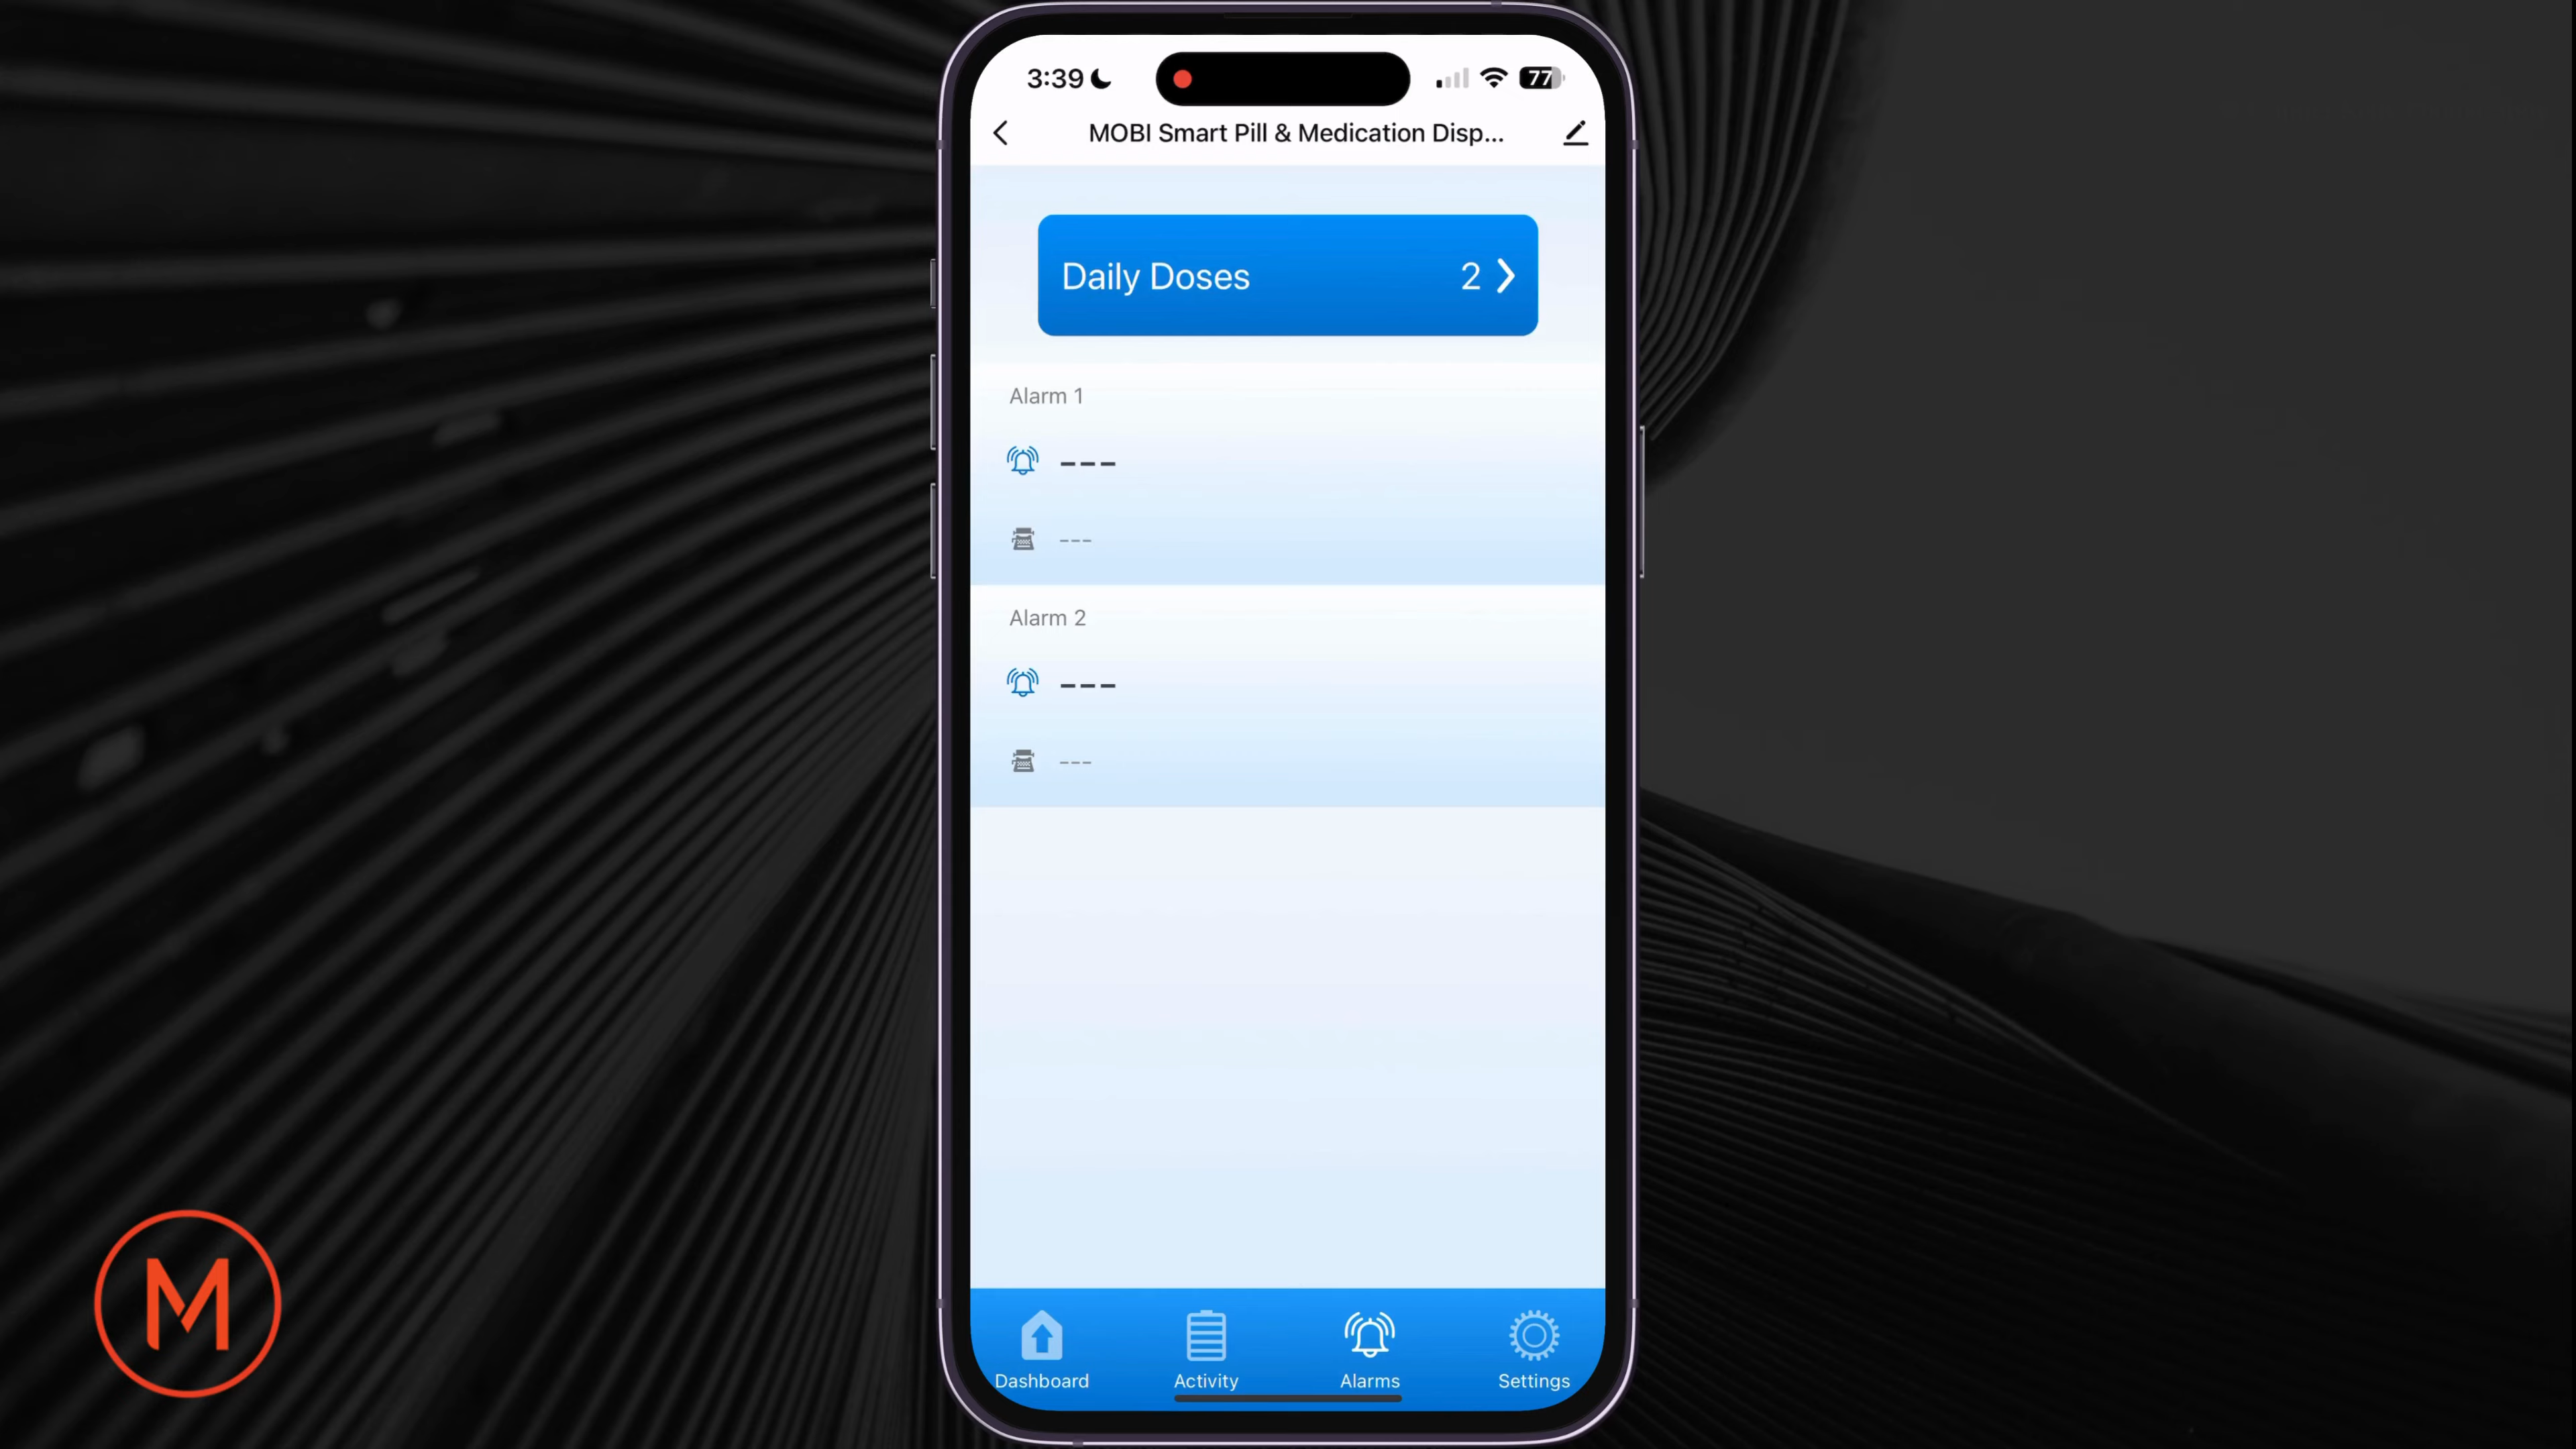 3:39
77
MOBI Smart Pill & Medication Disp...
Daily Doses 2
Alarm 1
---
---
Alarm 2
---
---
Dashboard Activity Alarms Settings
M